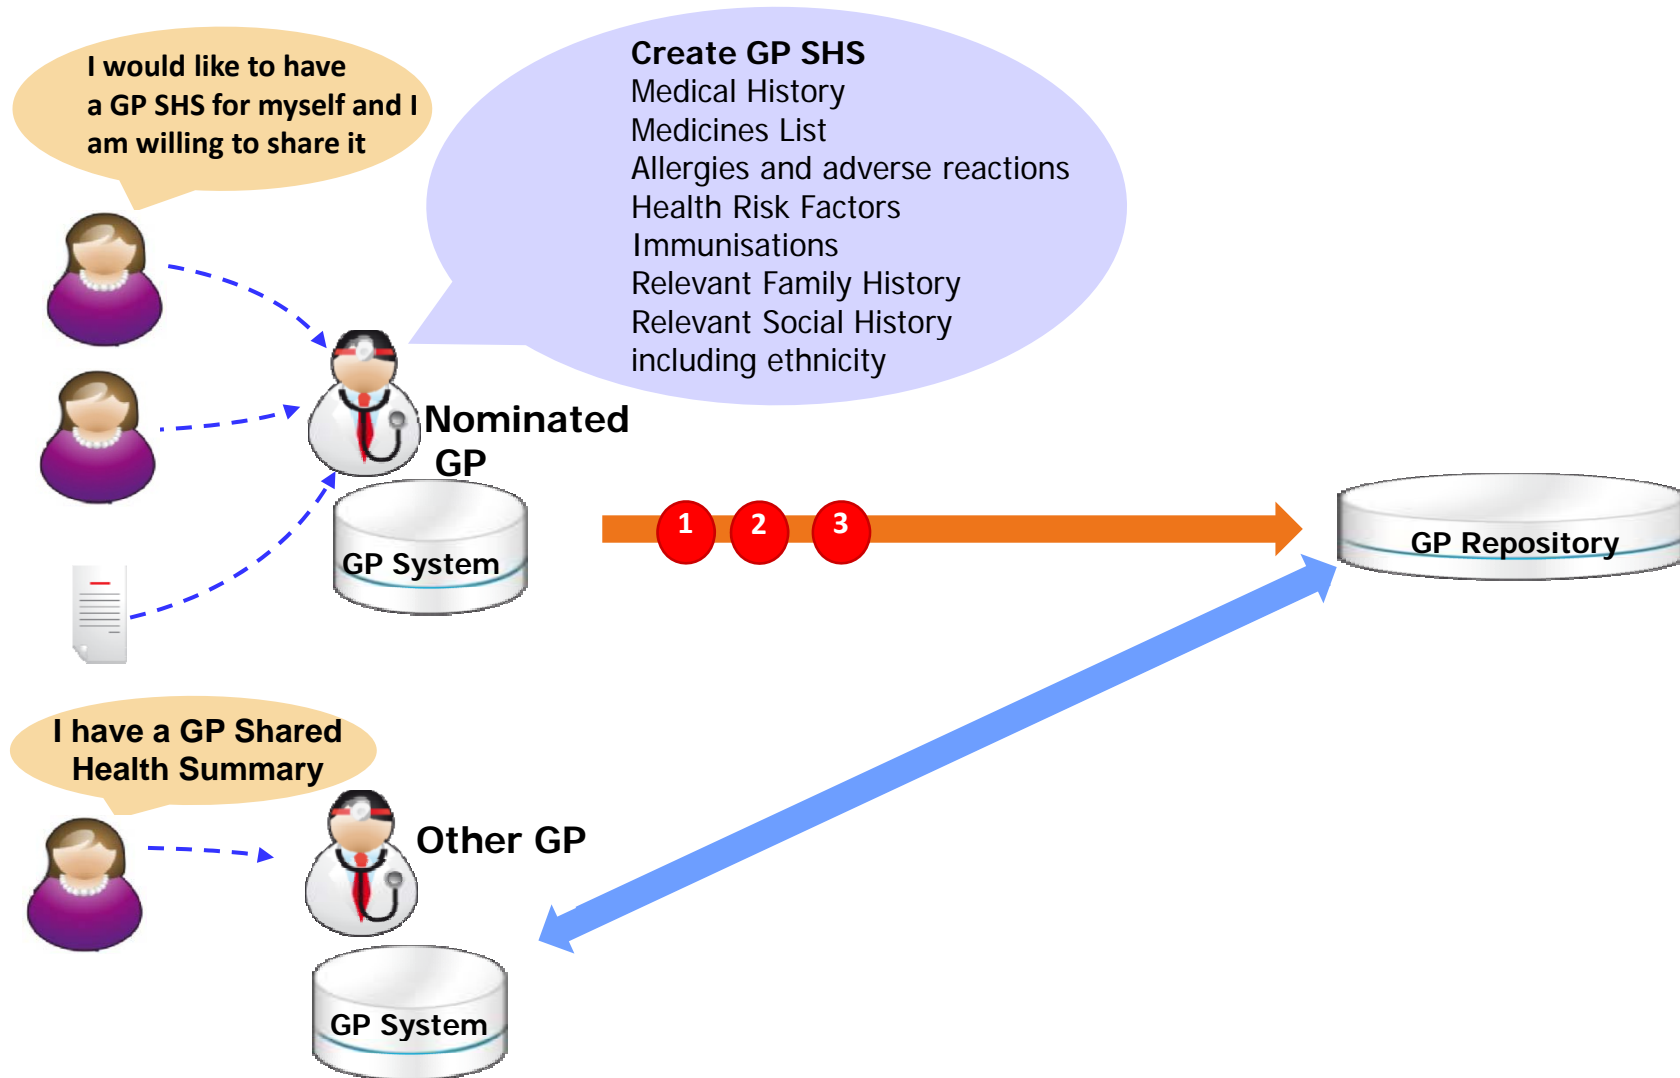 I would like to have
a GP SHS for myself and I
am willing to share it
Create GP SHS
Medical History
Medicines List
Allergies and adverse reactions
Health Risk Factors
Immunisations
Relevant Family History
Relevant Social History
including ethnicity
Nominated
GP
GP System
1 2 3
GP Repository
I have a GP Shared
Health Summary
Other GP
GP System